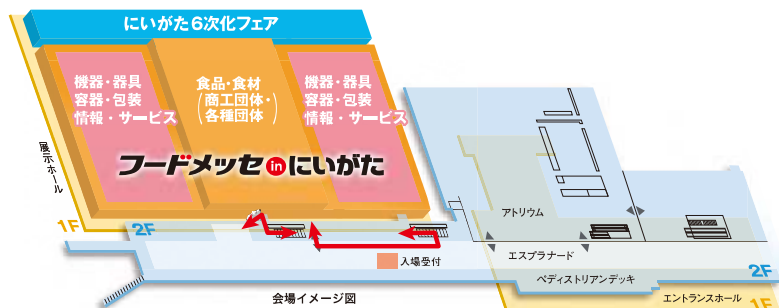 にいがた6次化フェア
機器・器具
容器・包装
情報・サービス
食品・食材
(商工団体・
各種団体)
機器・器具
容器・包装
情報・サービス
フードメッセinにいがた
展示ホール
1F
2F
アトリウム
エスプラナード
入場受付
ペディストリアンデッキ
2F
会場イメージ図
エントランスホール
1F